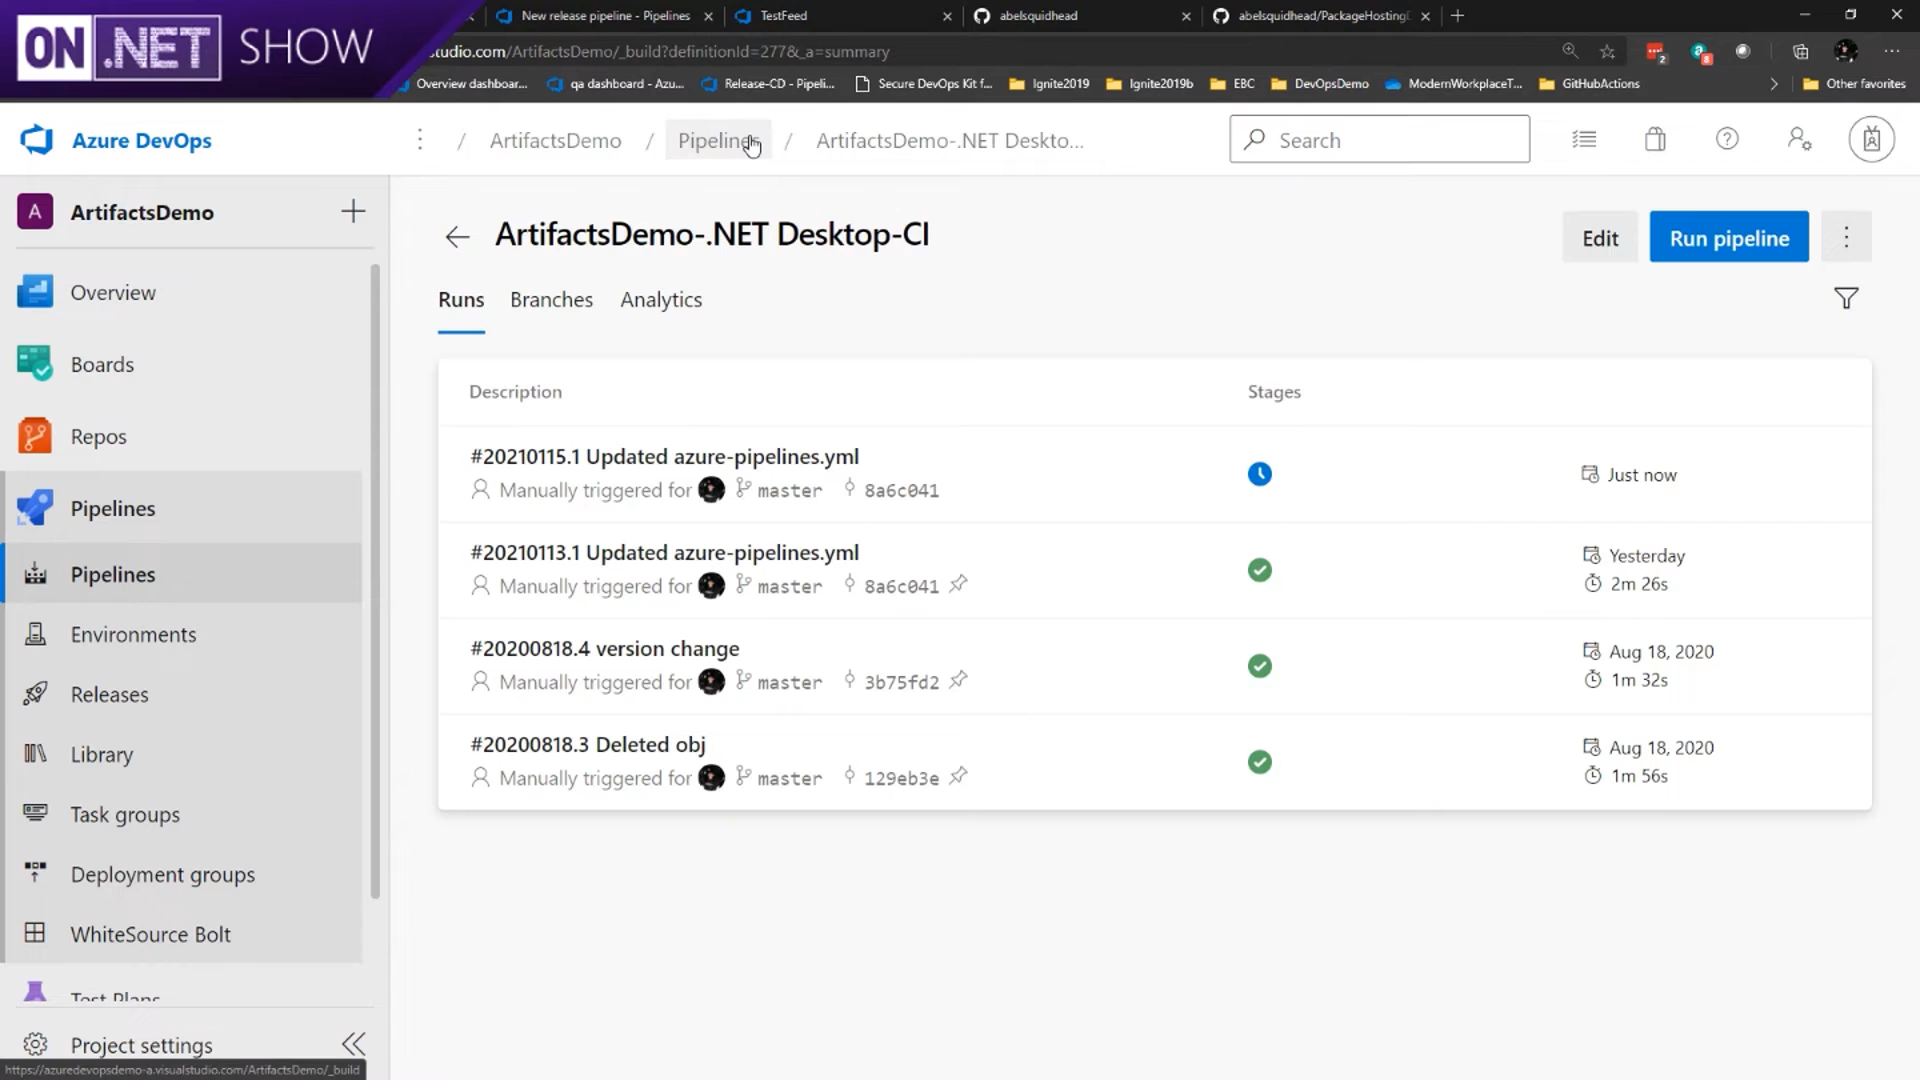 ON .NET SHOW
New release pipeline - Pipelines
TestFeed
abelsquidhead
abelsquidhead/PackageHosting
studio.com/ArtifactsDemo/_build?definitionId=277&_a=summary
2
8
Overview dashboar...
qa dashboard - Azu...
Release-CD - Pipeli...
Secure DevOps Kit f...
Ignite2019
Ignite2019b
EBC
DevOpsDemo
ModernWorkplaceT...
GitHubActions
Other favorites
Azure DevOps
/ ArtifactsDemo / Pipelines / ArtifactsDemo-.NET Deskto...
Search
A ArtifactsDemo
Overview
Boards
Repos
Pipelines
Pipelines
Environments
Releases
Library
Task groups
Deployment groups
WhiteSource Bolt
Test Plans
Project settings
https://azuredevopsdemo-a.visualstudio.com/ArtifactsDemo/_build
ArtifactsDemo-.NET Desktop-CI
Edit
Run pipeline
Runs
Branches
Analytics
Description
Stages
#20210115.1 Updated azure-pipelines.yml
Manually triggered for master 8a6c041
Just now
#20210113.1 Updated azure-pipelines.yml
Manually triggered for master 8a6c041
Yesterday
2m 26s
#20200818.4 version change
Manually triggered for master 3b75fd2
Aug 18, 2020
1m 32s
#20200818.3 Deleted obj
Manually triggered for master 129eb3e
Aug 18, 2020
1m 56s